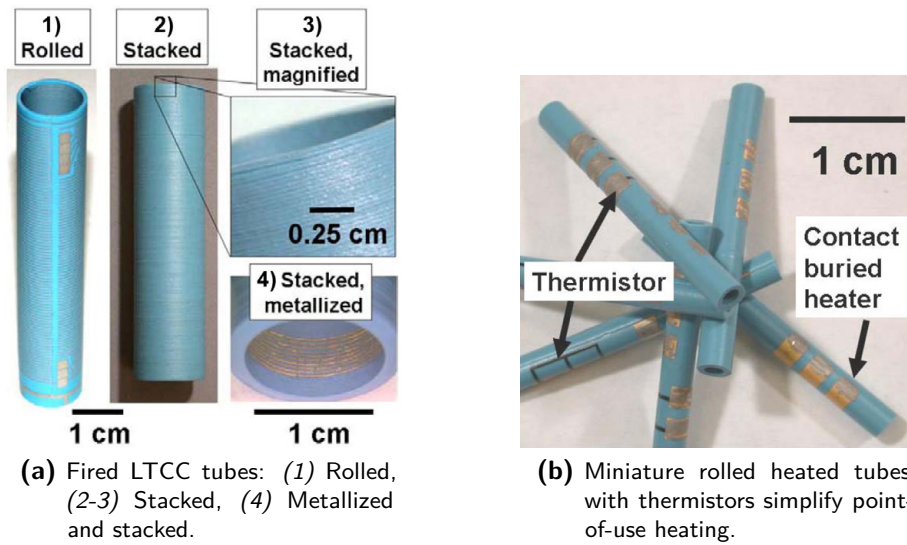 1)
Rolled
2)
Stacked
3)
Stacked,
magnified
0.25 cm
4) Stacked,
metallized
1 cm
1 cm
(a) Fired LTCC tubes: (1) Rolled,
(2-3) Stacked, (4) Metallized
and stacked.
1 cm
Thermistor
Contact
buried
heater
(b) Miniature rolled heated tubes
with thermistors simplify point-
of-use heating.